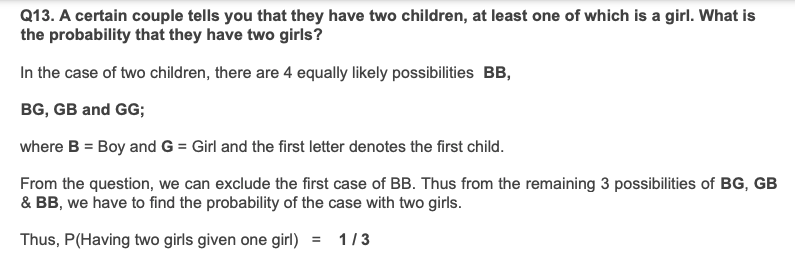 Q13. A certain couple tells you that they have two children, at least one of which is a girl. What is
the probability that they have two girls?
In the case of two children, there are 4 equally likely possibilities BB,
BG, GB and GG;
where B = Boy and G = Girl and the first letter denotes the first child.
From the question, we can exclude the first case of BB. Thus from the remaining 3 possibilities of BG, GB
& BB, we have to find the probability of the case with two girls.
Thus, P(Having two girls given one girl) = 1 / 3